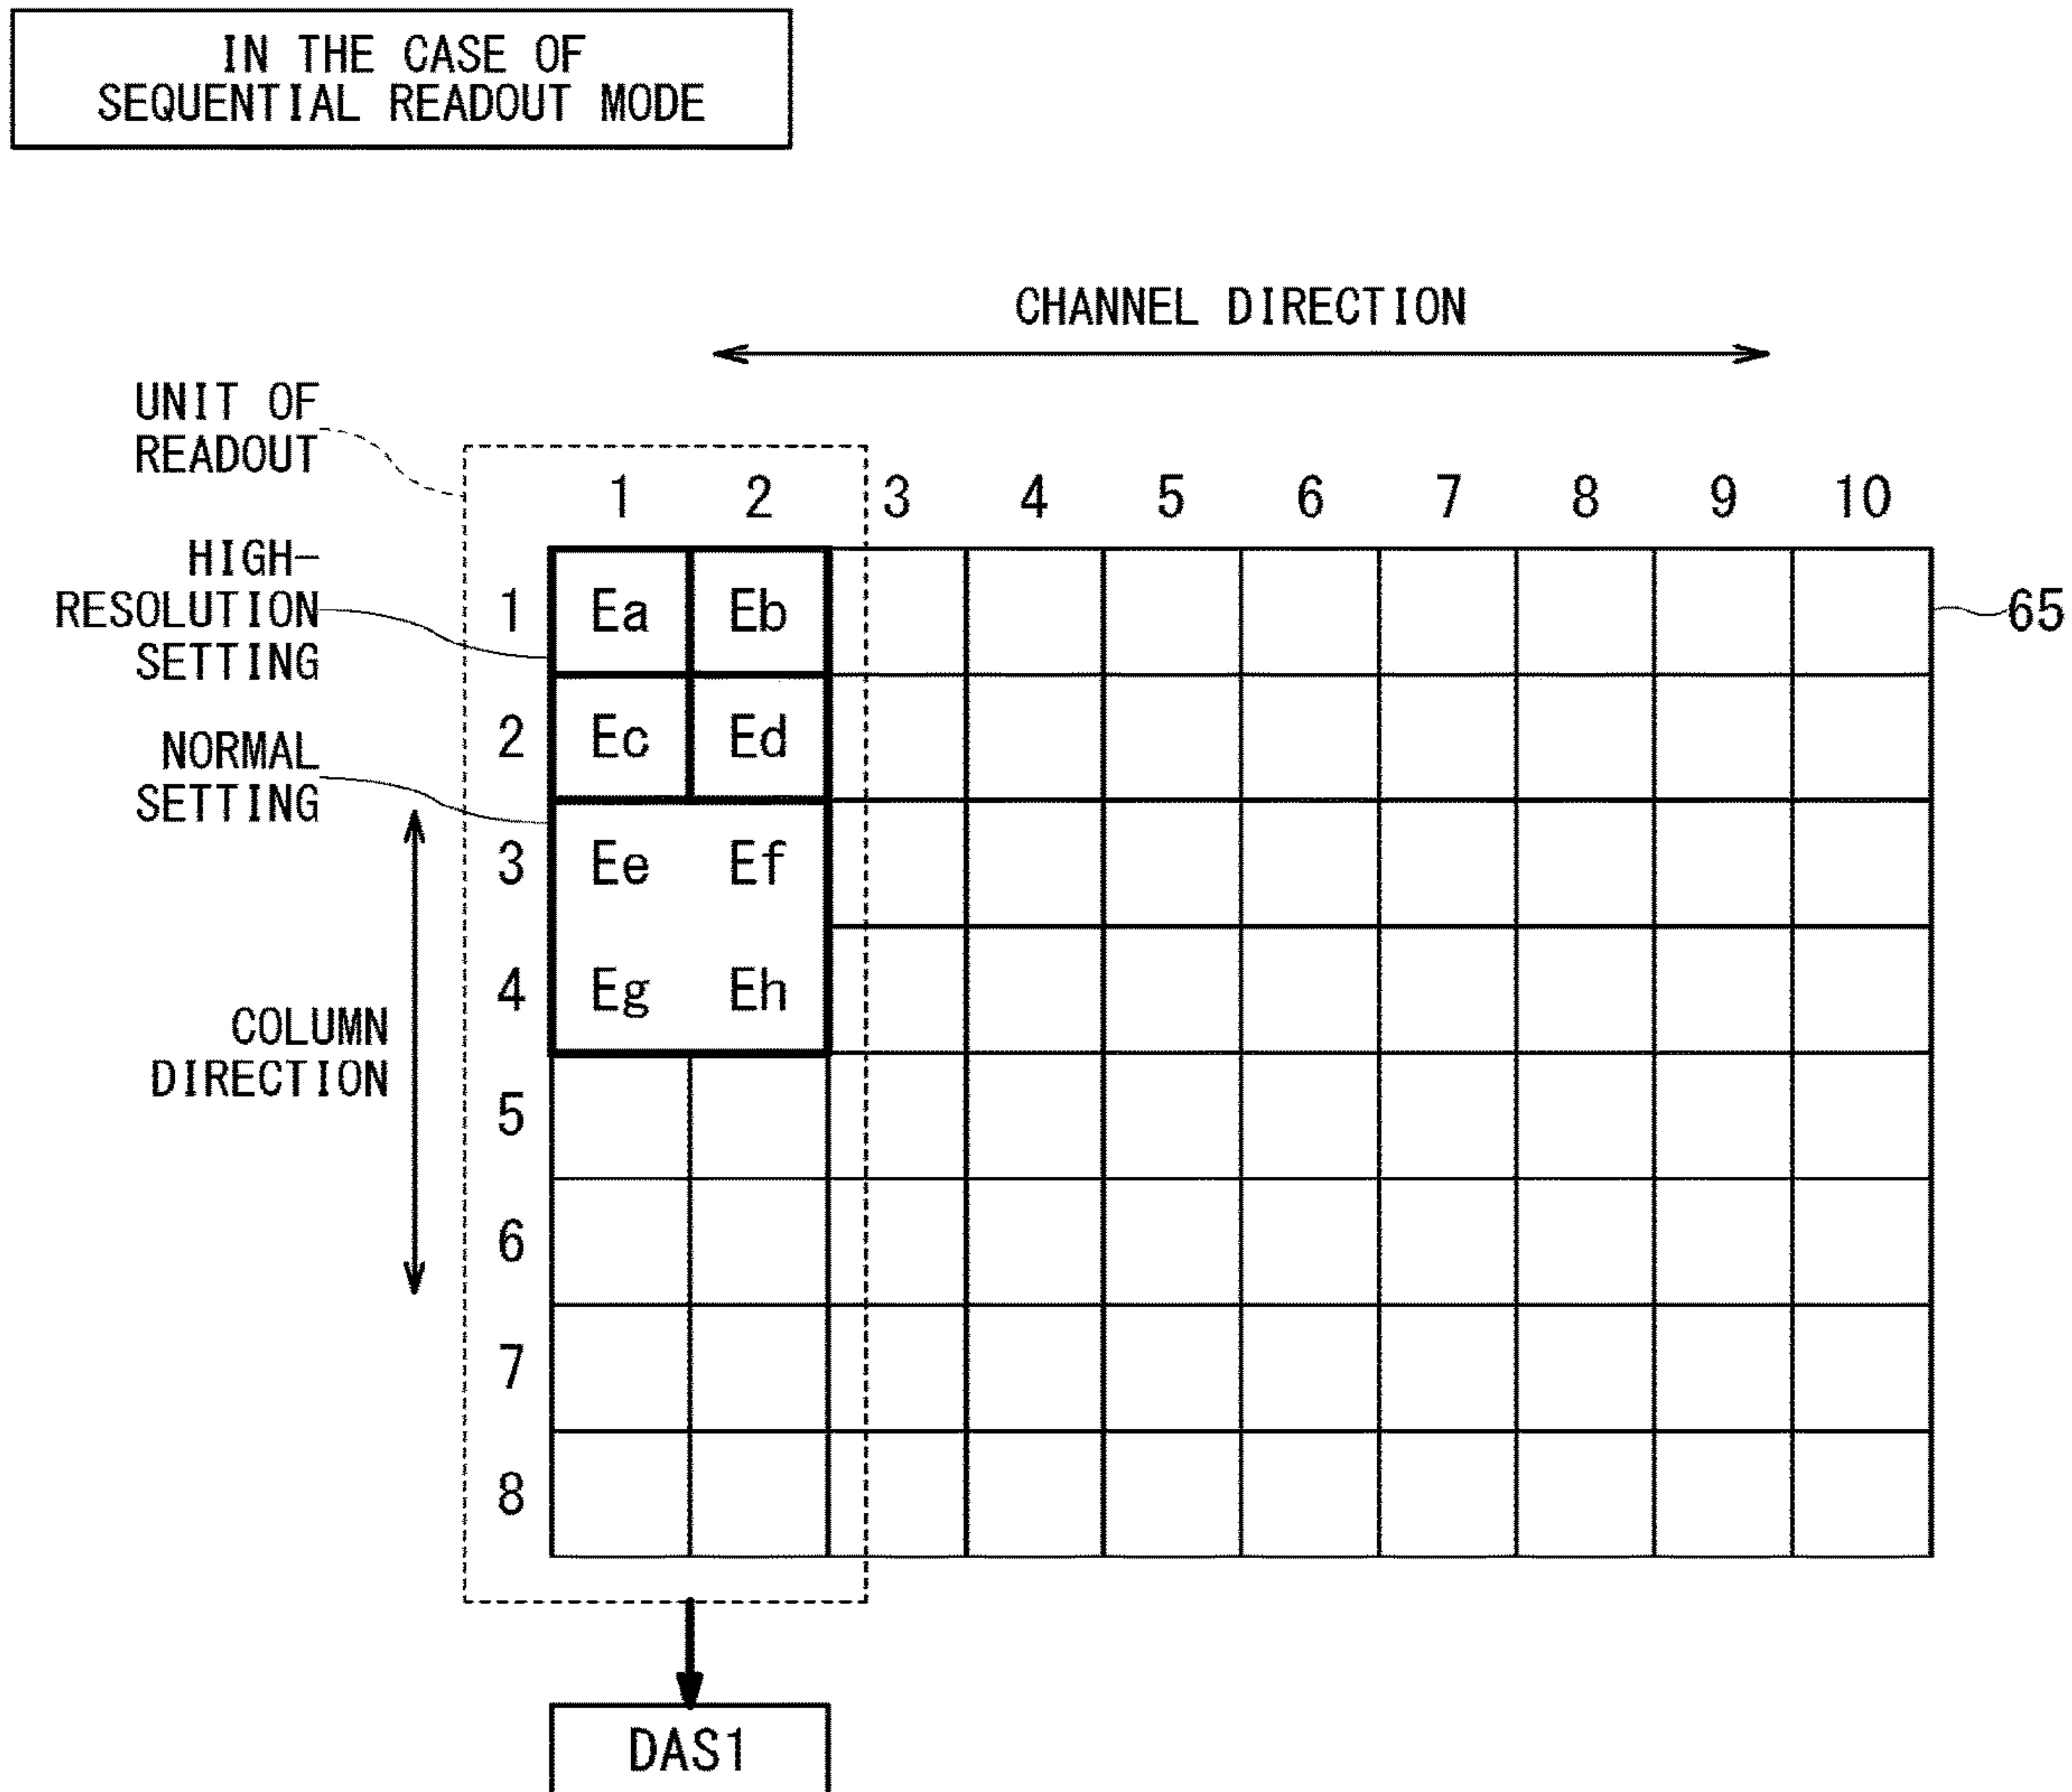 IN THE CASE OF
SEQUENTIAL READOUT MODE
CHANNEL DIRECTION
UNIT OF
READOUT
1 2 3 4 5 6 7 8 9 10
HIGH-
RESOLUTION
SETTING
1 Ea Eb
65
2 Ec Ed
NORMAL
SETTING
3 Ee Ef
4 Eg Eh
COLUMN
DIRECTION
5
6
7
8
DAS1